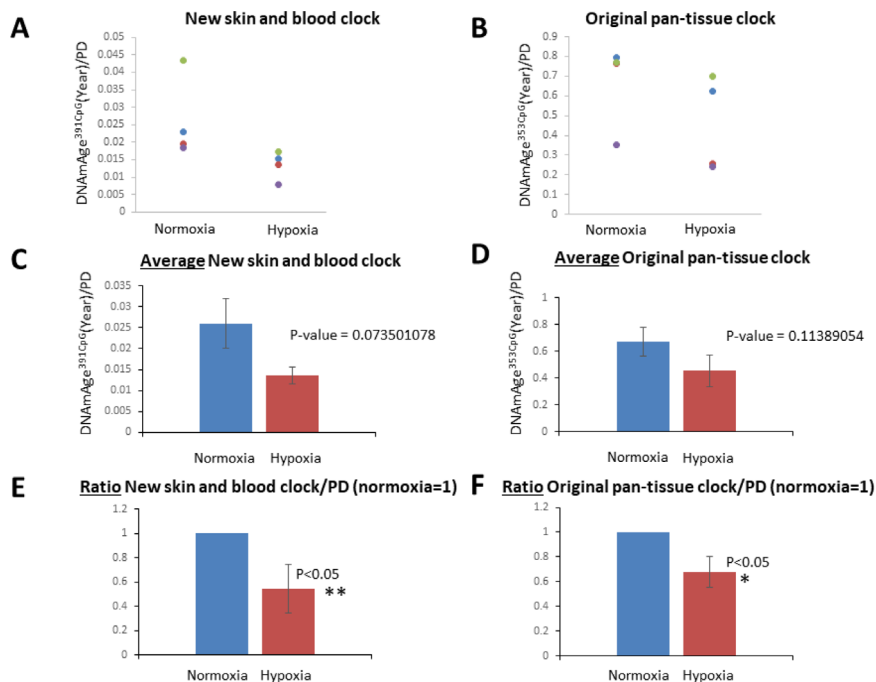 A
New skin and blood clock
DNAmAge391CpG(Year)/PD
0.05
0.045
0.04
0.035
0.03
0.025
0.02
0.015
0.01
0.005
0
Normoxia
Hypoxia
B
Original pan-tissue clock
DNAmAge353CpG(Year)/PD
0.9
0.8
0.7
0.6
0.5
0.4
0.3
0.2
0.1
0
Normoxia
Hypoxia
C
Average New skin and blood clock
DNAmAge391CpG(Year)/PD
0.035
0.03
0.025
0.02
0.015
0.01
0.005
0
P-value = 0.073501078
Normoxia
Hypoxia
D
Average Original pan-tissue clock
DNAmAge353CpG(Year)/PD
1
0.8
0.6
0.4
0.2
0
P-value = 0.11389054
Normoxia
Hypoxia
E
Ratio New skin and blood clock/PD (normoxia=1)
1.2
1
0.8
0.6
0.4
0.2
0
P<0.05
**
Normoxia
Hypoxia
F
Ratio Original pan-tissue clock/PD (normoxia=1)
1.2
1
0.8
0.6
0.4
0.2
0
P<0.05
*
Normoxia
Hypoxia